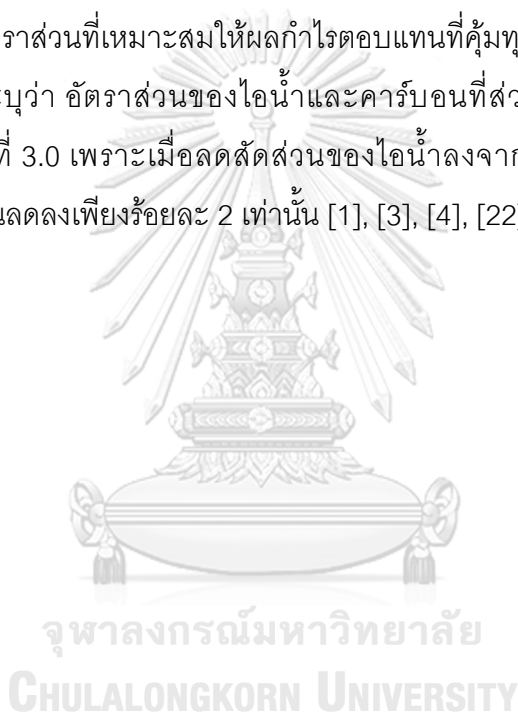 ราส่วนที่เหมาะสมให้ผลกำไรตอบแทนที่คุ้มทุ
ะบุว่า อัตราส่วนของไอน้ำและคาร์บอนที่ส่ว
ที่ 3.0 เพราะเมื่อลดสัดส่วนของไอน้ำลงจาก
นลดลงเพียงร้อยละ 2 เท่านั้น [1], [3], [4], [22]
จุฬาลงกรณ์มหาวิทยาลัย
CHULALONGKORN UNIVERSITY